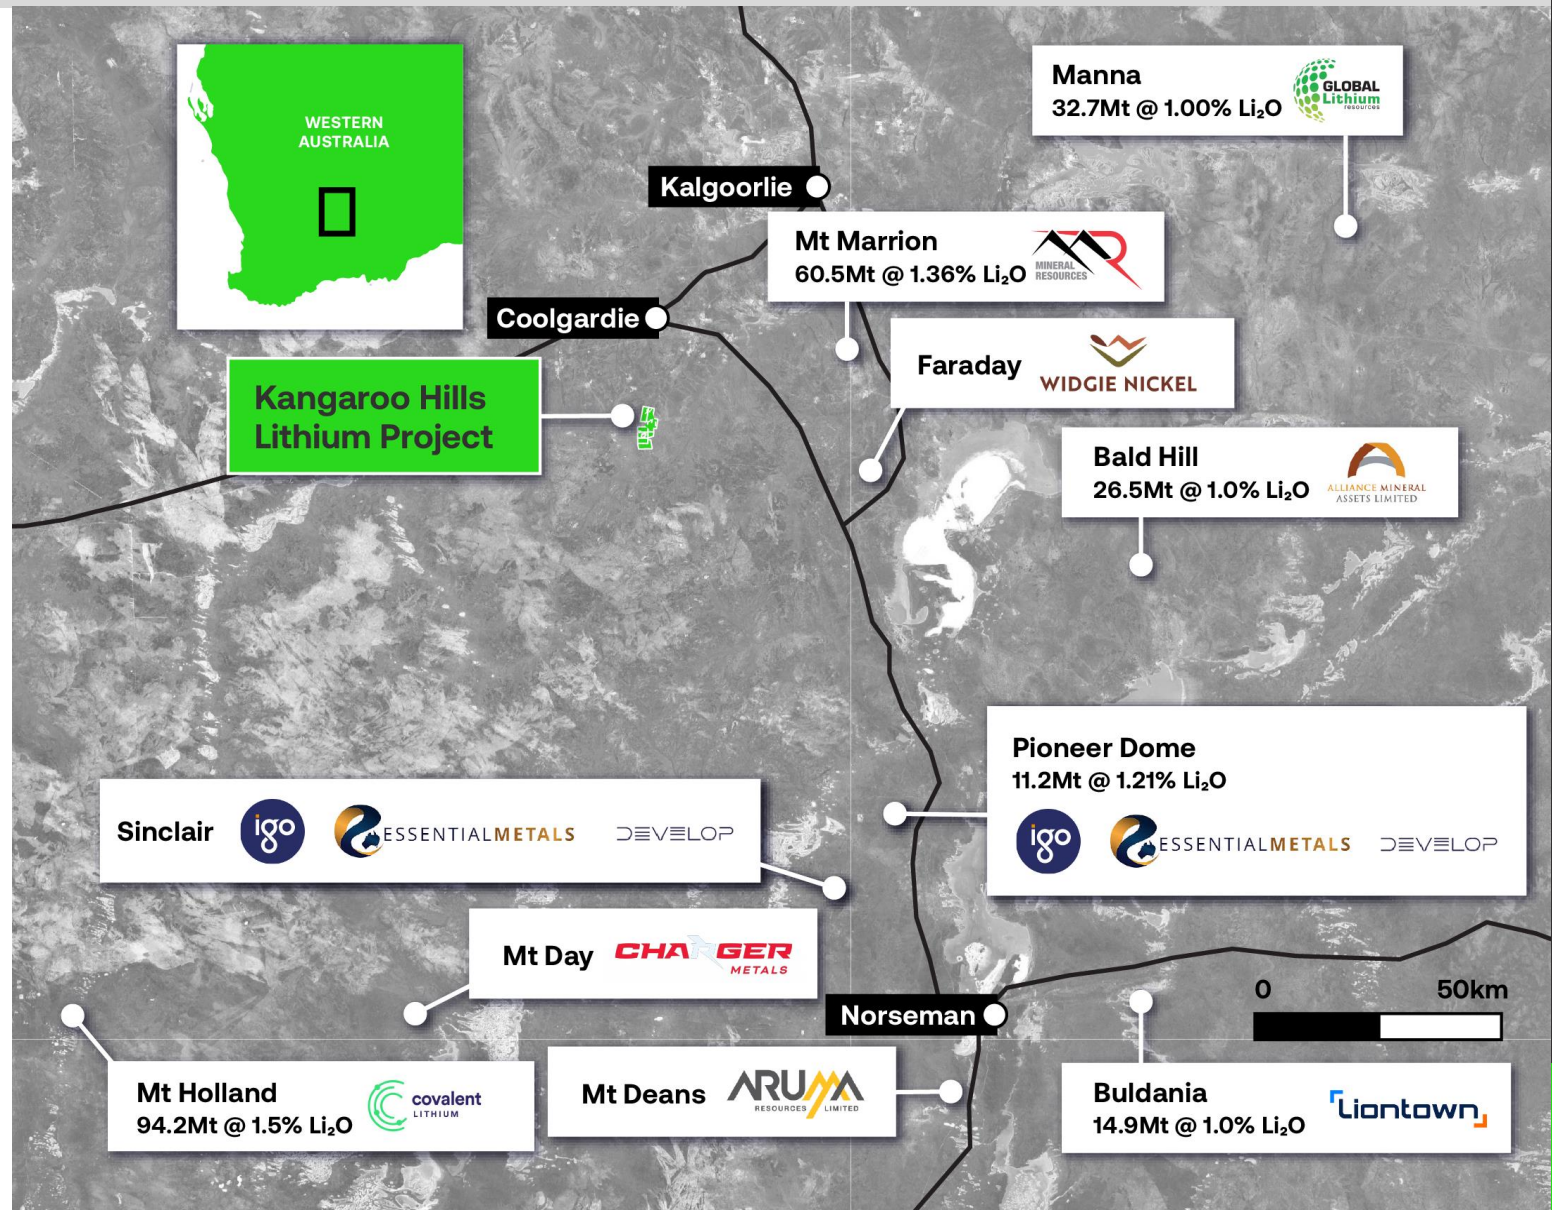 WESTERN
AUSTRALIA
Manna
32.7Mt @ 1.00% Li₂O
GLOBAL
Lithium
resources
Kalgoorlie
Mt Marrion
60.5Mt @ 1.36% Li₂O
MINERAL
RESOURCES
Coolgardie
Faraday
WIDGIE NICKEL
Kangaroo Hills
Lithium Project
Bald Hill
26.5Mt @ 1.0% Li₂O
ALLIANCE MINERAL
ASSETS LIMITED
Pioneer Dome
11.2Mt @ 1.21% Li₂O
igo
ESSENTIALMETALS
DEVELOP
Sinclair
igo
ESSENTIALMETALS
DEVELOP
Mt Day
CHARGER
METALS
Norseman
0 50km
Mt Holland
94.2Mt @ 1.5% Li₂O
covalent
LITHIUM
Mt Deans
ARUMA
RESOURCES LIMITED
Buldania
14.9Mt @ 1.0% Li₂O
Liontown